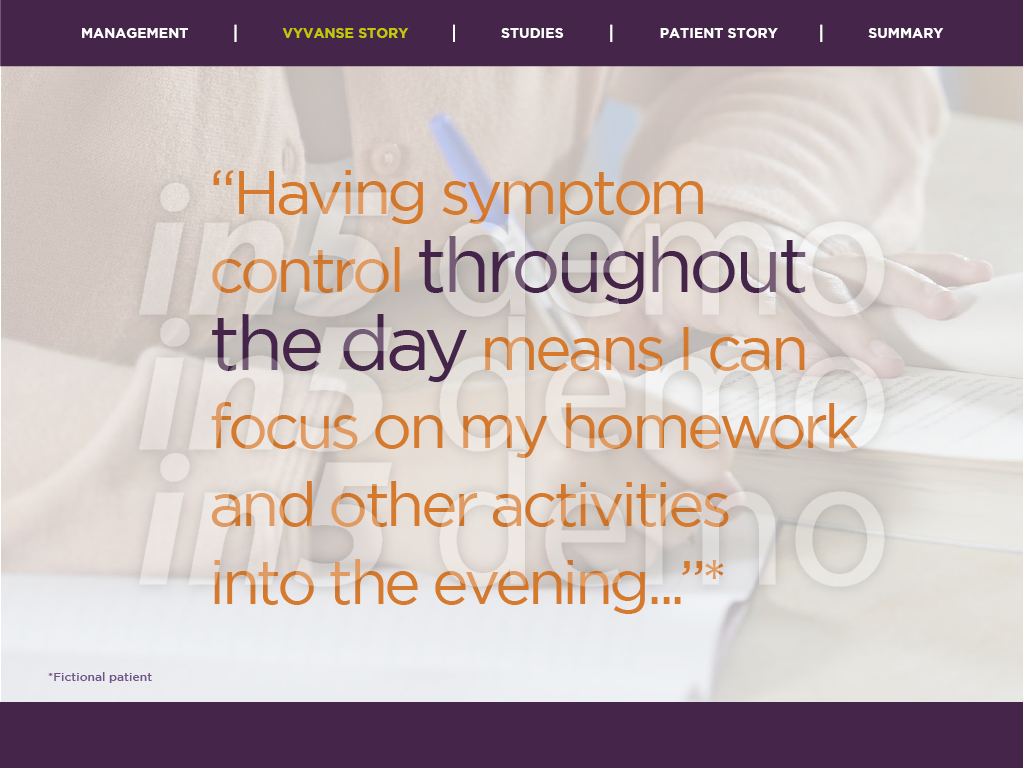 MANAGEMENT | VYVANSE STORY | STUDIES | PATIENT STORY | SUMMARY
“Having symptom
control throughout
the day means I can
focus on my homework
and other activities
into the evening...”*
in5 demo
in5 demo
in5 demo
*Fictional patient